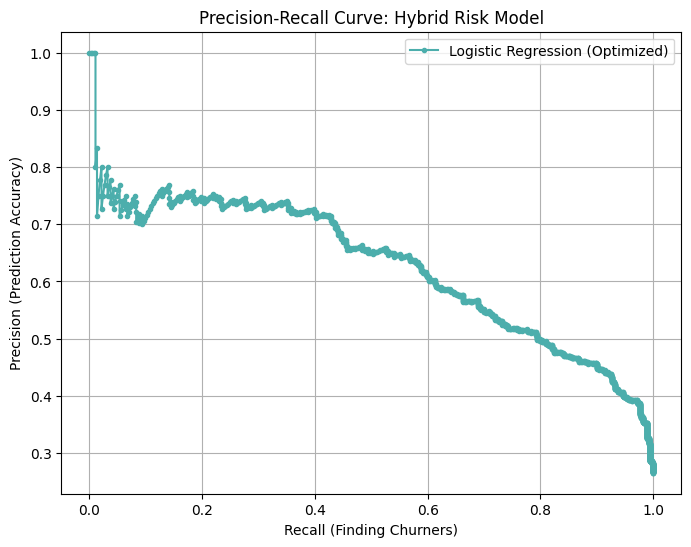 Precision-Recall Curve: Hybrid Risk Model
Logistic Regression (Optimized)
Precision (Prediction Accuracy)
1.0
0.9
0.8
0.7
0.6
0.5
0.4
0.3
0.0 0.2 0.4 0.6 0.8 1.0
Recall (Finding Churners)